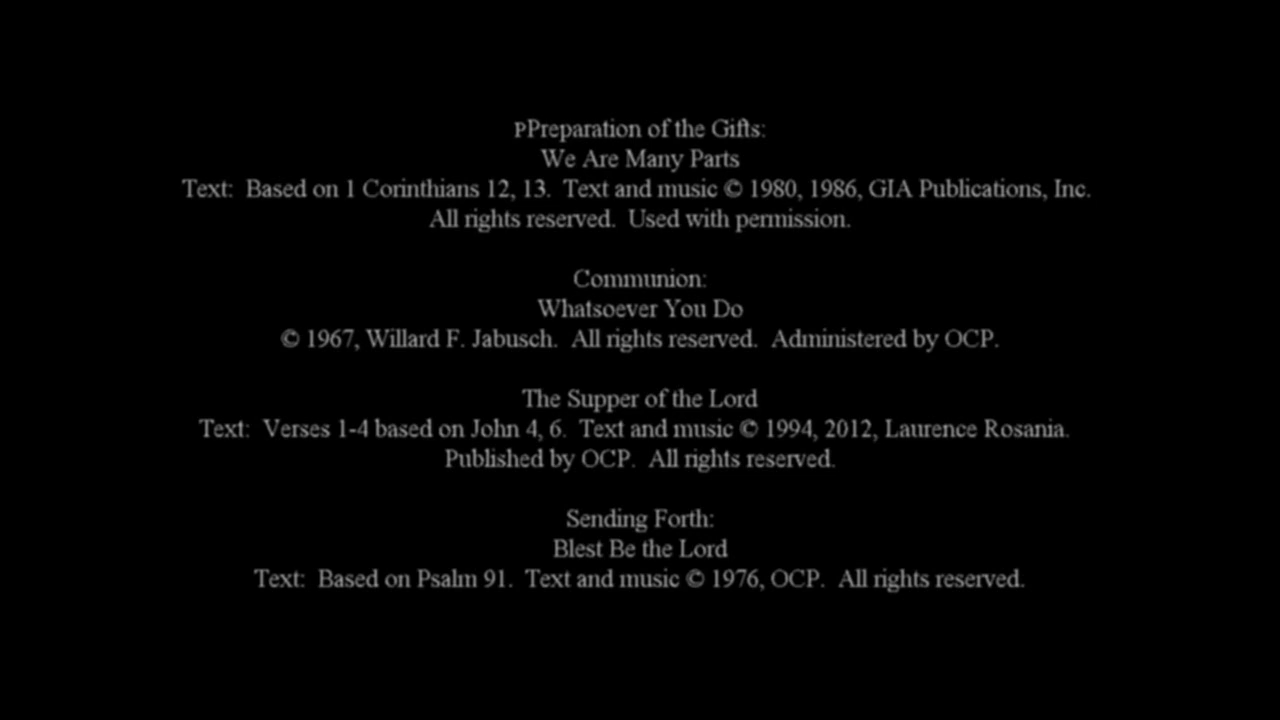 PPreparation of the Gifts:
We Are Many Parts
Text:  Based on 1 Corinthians 12, 13.  Text and music © 1980, 1986, GIA Publications, Inc.
All rights reserved.  Used with permission.
Communion:
Whatsoever You Do
© 1967, Willard F. Jabusch.  All rights reserved.  Administered by OCP.
The Supper of the Lord
Text:  Verses 1-4 based on John 4, 6.  Text and music © 1994, 2012, Laurence Rosania.
Published by OCP.  All rights reserved.
Sending Forth:
Blest Be the Lord
Text:  Based on Psalm 91.  Text and music © 1976, OCP.  All rights reserved.